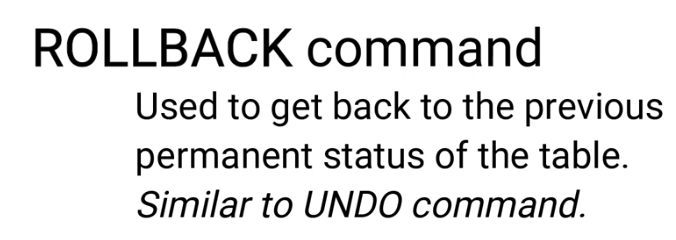 ROLLBACK command
Used to get back to the previous
permanent status of the table.
Similar to UNDO command.